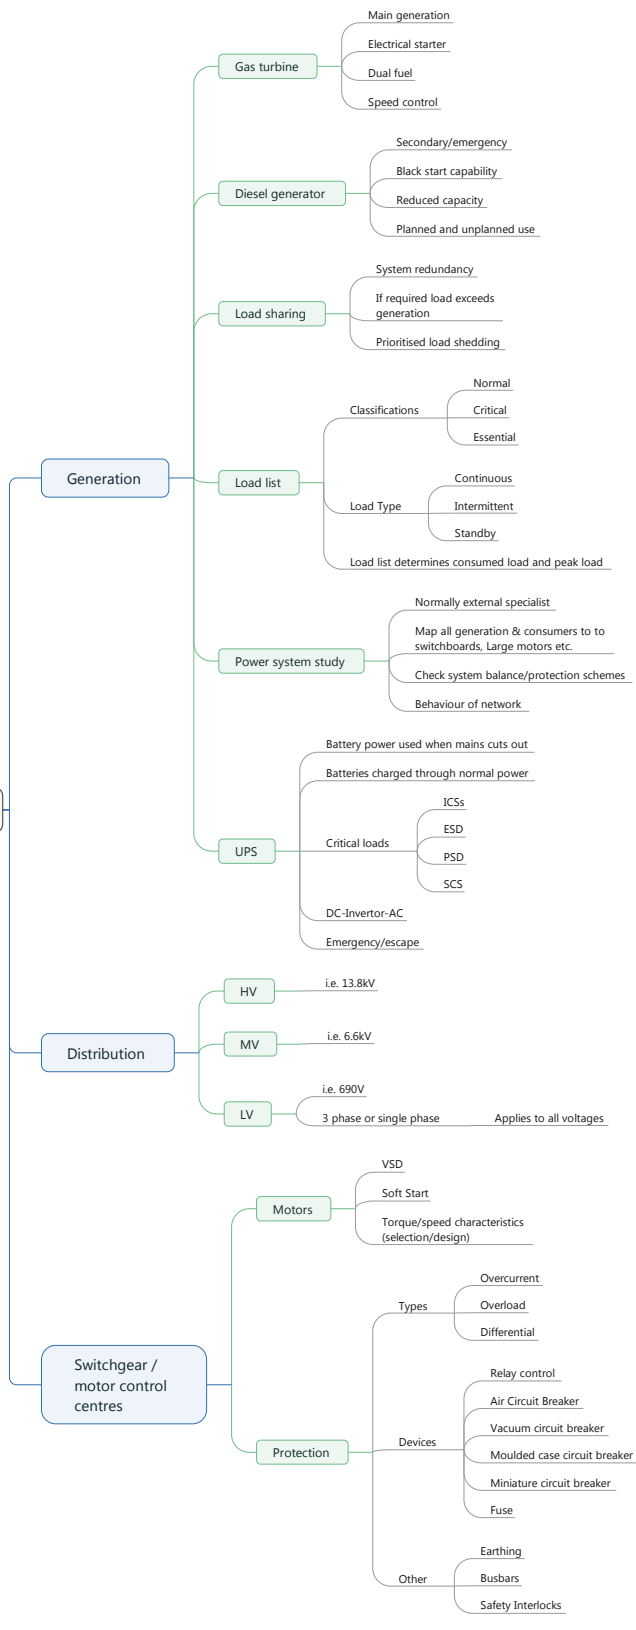 Generation
Gas turbine
Main generation
Electrical starter
Dual fuel
Speed control
Diesel generator
Secondary/emergency
Black start capability
Reduced capacity
Planned and unplanned use
Load sharing
System redundancy
If required load exceeds
generation
Prioritised load shedding
Load list
Classifications
Normal
Critical
Essential
Load Type
Continuous
Intermittent
Standby
Load list determines consumed load and peak load
Power system study
Normally external specialist
Map all generation & consumers to to
switchboards, Large motors etc.
Check system balance/protection schemes
Behaviour of network
UPS
Battery power used when mains cuts out
Batteries charged through normal power
Critical loads
ICSs
ESD
PSD
SCS
DC-Invertor-AC
Emergency/escape
Distribution
HV
i.e. 13.8kV
MV
i.e. 6.6kV
LV
i.e. 690V
3 phase or single phase
Applies to all voltages
Switchgear /
motor control
centres
Motors
VSD
Soft Start
Torque/speed characteristics
(selection/design)
Protection
Types
Overcurrent
Overload
Differential
Devices
Relay control
Air Circuit Breaker
Vacuum circuit breaker
Moulded case circuit breaker
Miniature circuit breaker
Fuse
Other
Earthing
Busbars
Safety Interlocks